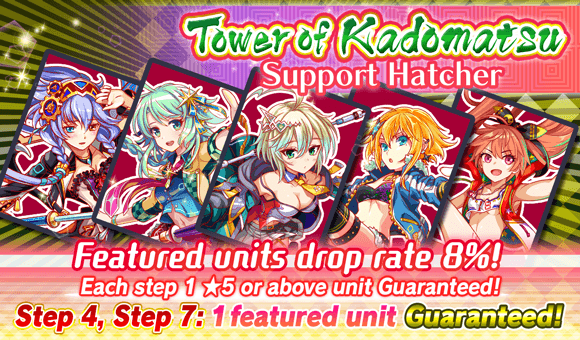 Tower of Kadomatsu
Support Hatcher
Featured units drop rate 8%!
Each step 1 ★5 or above unit Guaranteed!
Step 4, Step 7: 1 featured unit Guaranteed!